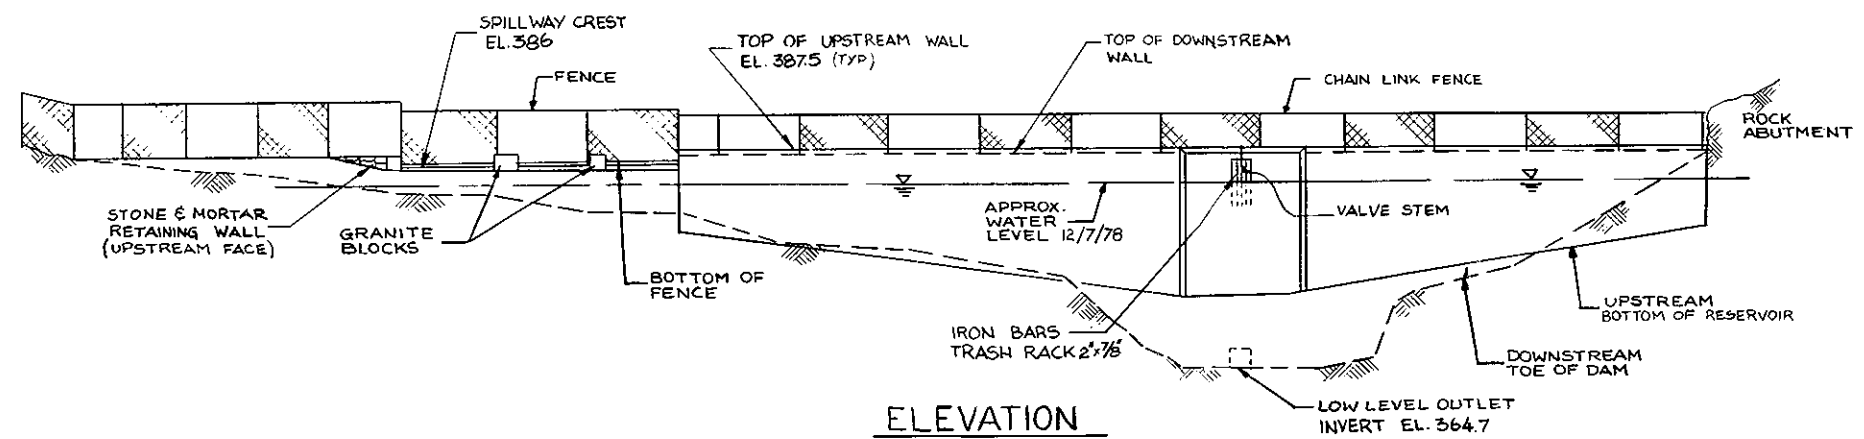 SPILLWAY CREST
EL.386
FENCE
TOP OF UPSTREAM WALL
EL. 387.5 (TYP)
TOP OF DOWNSTREAM
WALL
CHAIN LINK FENCE
ROCK
ABUTMENT
STONE & MORTAR
RETAINING WALL
(UPSTREAM FACE)
GRANITE
BLOCKS
BOTTOM OF
FENCE
APPROX.
WATER
LEVEL 12/7/78
VALVE STEM
IRON BARS
TRASH RACK 2"x7/8"
UPSTREAM
BOTTOM OF RESERVOIR
DOWNSTREAM
TOE OF DAM
LOW LEVEL OUTLET
INVERT EL. 364.7
ELEVATION